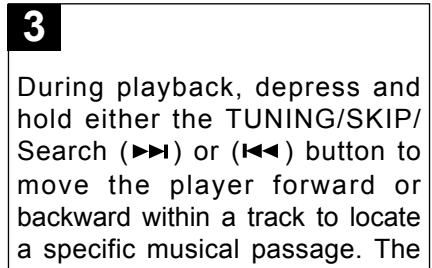 3
During playback, depress and
hold either the TUNING/SKIP/
Search (⏭) or (⏮) button to
move the player forward or
backward within a track to locate
a specific musical passage. The